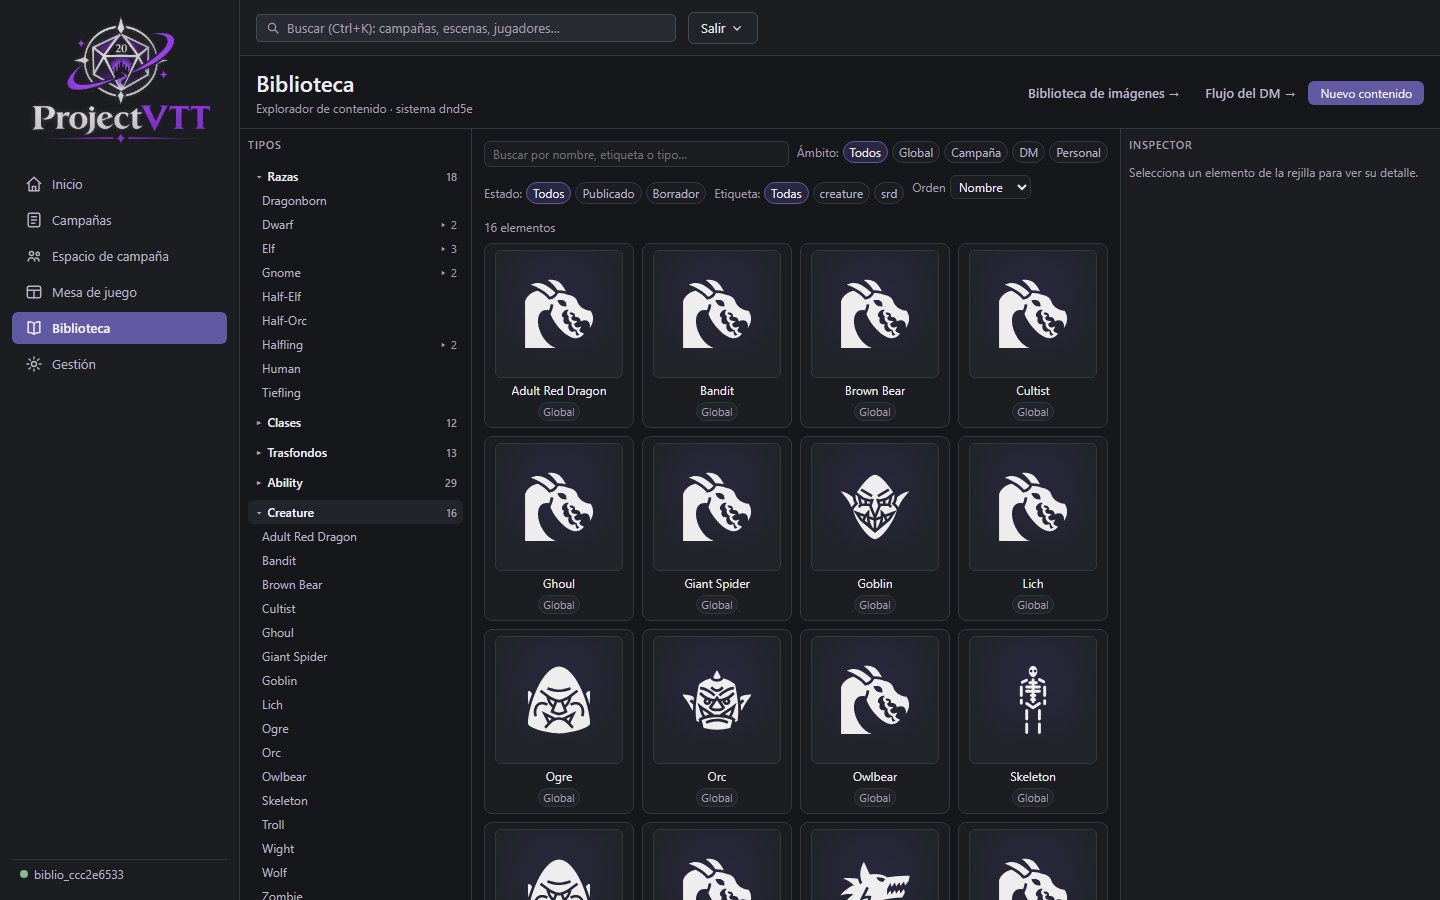 20
ProjectVTT
Inicio
Campañas
Espacio de campaña
Mesa de juego
Biblioteca
Gestión
biblio_ccc2e6533
Buscar (Ctrl+K): campañas, escenas, jugadores...
Salir
Biblioteca
Explorador de contenido · sistema dnd5e
Biblioteca de imágenes →
Flujo del DM →
Nuevo contenido
TIPOS
Razas 18
Dragonborn
Dwarf 2
Elf 3
Gnome 2
Half-Elf
Half-Orc
Halfling 2
Human
Tiefling
Clases 12
Trasfondos 13
Ability 29
Creature 16
Adult Red Dragon
Bandit
Brown Bear
Cultist
Ghoul
Giant Spider
Goblin
Lich
Ogre
Orc
Owlbear
Skeleton
Troll
Wight
Wolf
Zombie
Buscar por nombre, etiqueta o tipo...
Ámbito: Todos Global Campaña DM Personal
Estado: Todos Publicado Borrador Etiqueta: Todas creature srd Orden Nombre
16 elementos
Adult Red Dragon Bandit Brown Bear Cultist
Global Global Global Global
Ghoul Giant Spider Goblin Lich
Global Global Global Global
Ogre Orc Owlbear Skeleton
Global Global Global Global
INSPECTOR
Selecciona un elemento de la rejilla para ver su detalle.